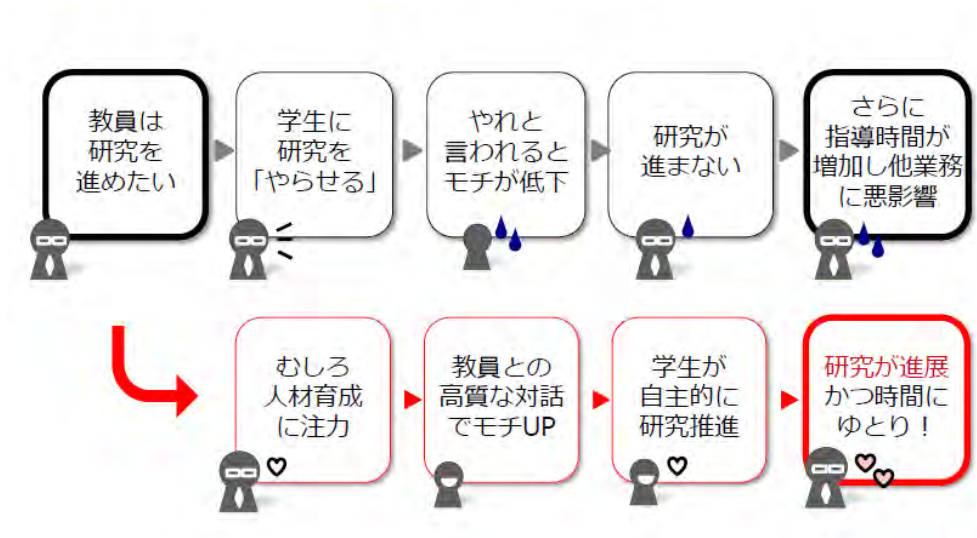 教員は
研究を
進めたい
学生に
研究を
「やらせる」
やれと
言われると
モチが低下
研究が
進まない
さらに
指導時間が
増加し他業務
に悪影響
むしろ
人材育成
に注力
教員との
高質な対話
でモチUP
学生が
自主的に
研究推進
研究が進展
かつ時間に
ゆとり！